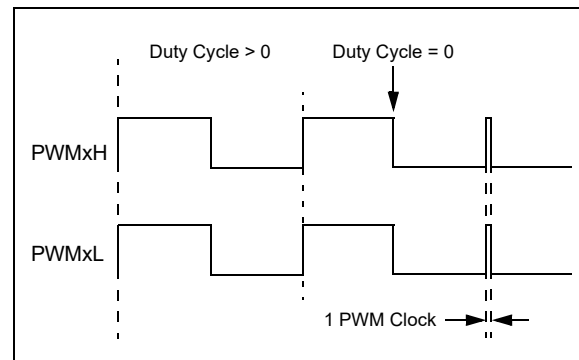 Duty Cycle > 0
Duty Cycle = 0
PWMxH
PWMxL
1 PWM Clock